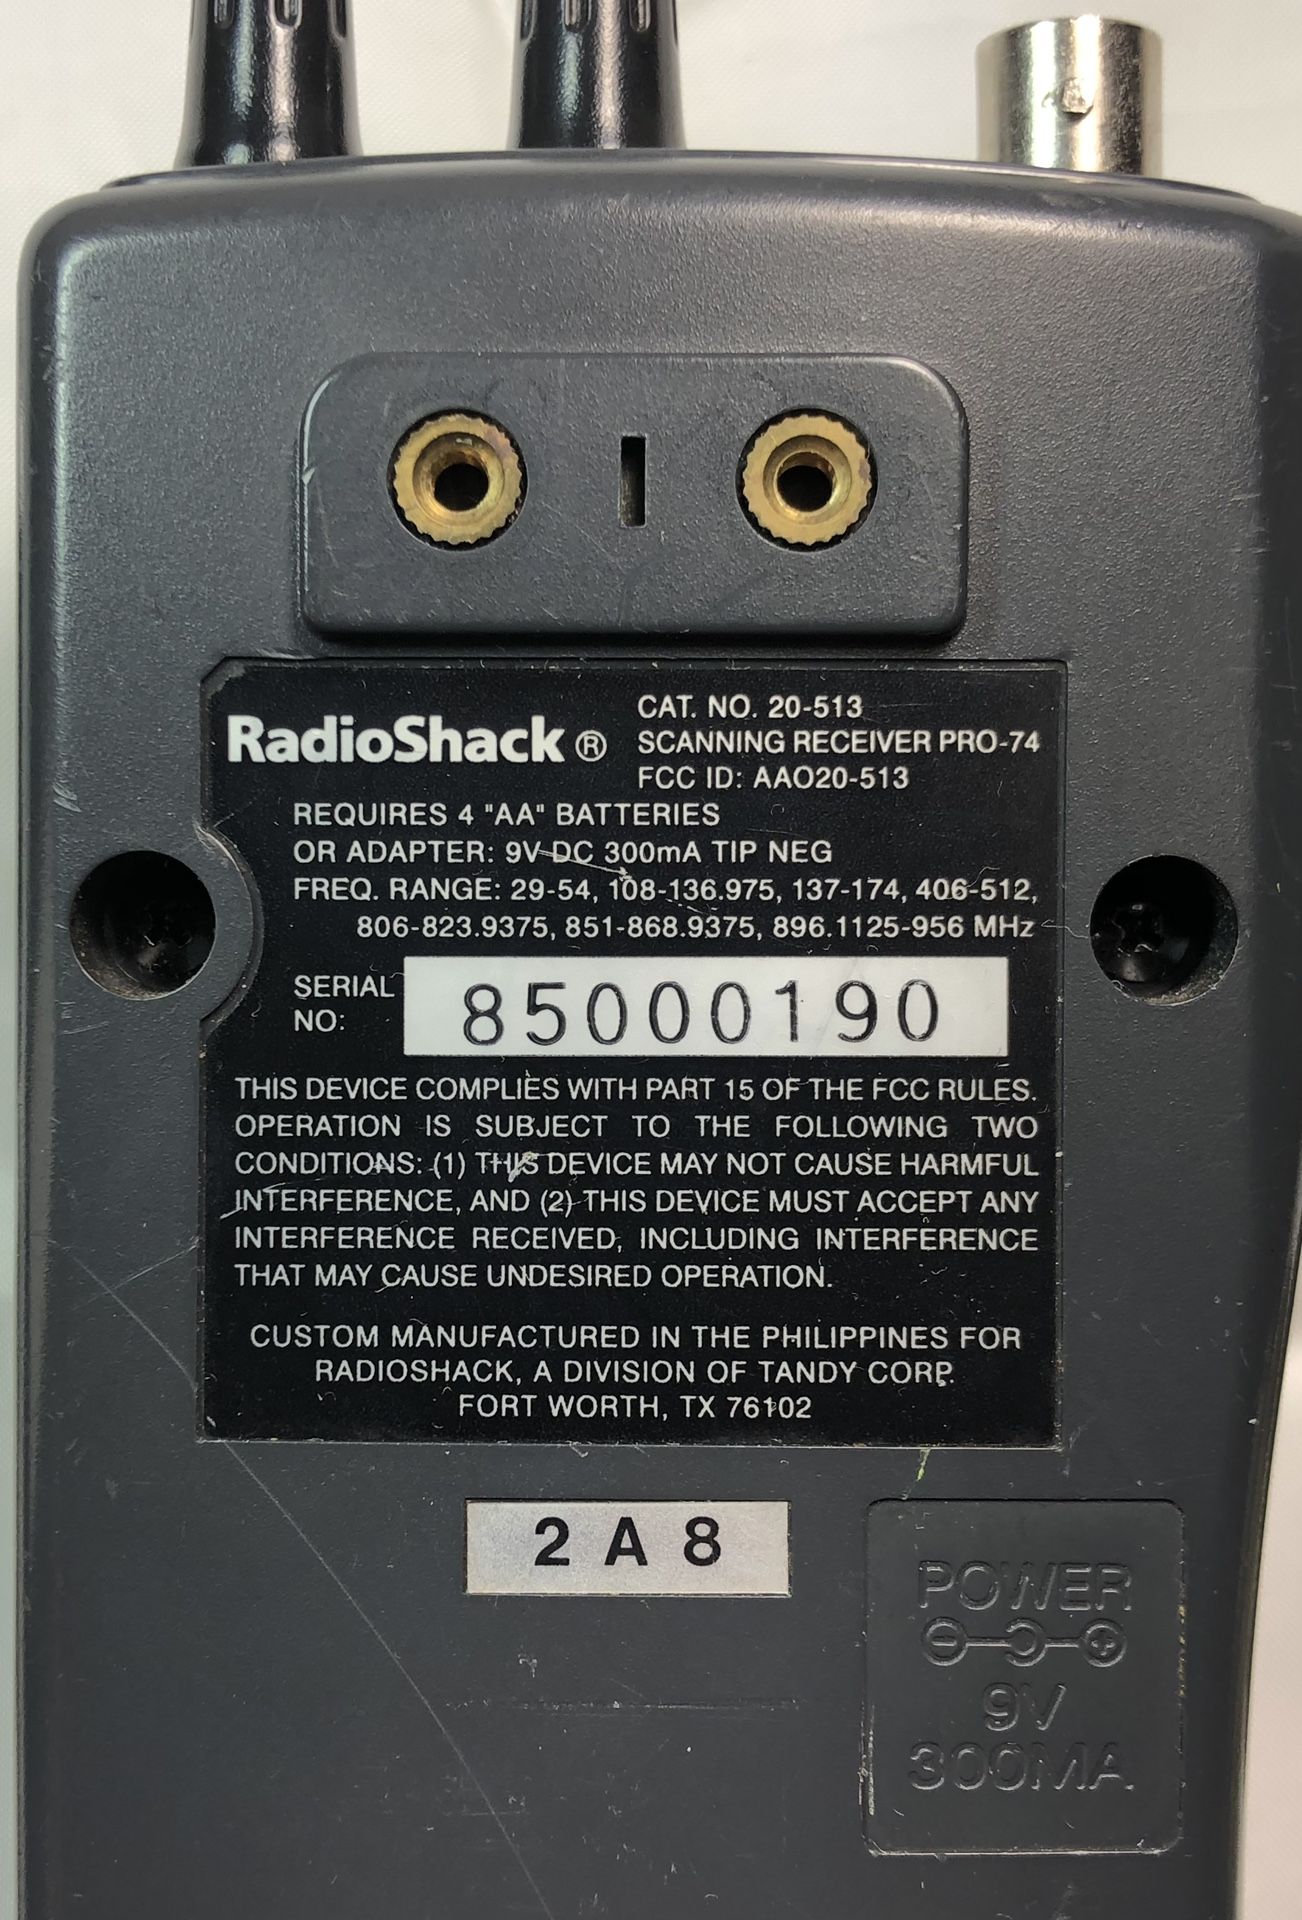 RadioShack ®
CAT. NO. 20-513
SCANNING RECEIVER PRO-74
FCC ID: AAO20-513
REQUIRES 4 "AA" BATTERIES
OR ADAPTER: 9V DC 300mA TIP NEG
FREQ. RANGE: 29-54, 108-136.975, 137-174, 406-512,
806-823.9375, 851-868.9375, 896.1125-956 MHz
SERIAL
NO:
85000190
THIS DEVICE COMPLIES WITH PART 15 OF THE FCC RULES.
OPERATION IS SUBJECT TO THE FOLLOWING TWO
CONDITIONS: (1) THIS DEVICE MAY NOT CAUSE HARMFUL
INTERFERENCE, AND (2) THIS DEVICE MUST ACCEPT ANY
INTERFERENCE RECEIVED, INCLUDING INTERFERENCE
THAT MAY CAUSE UNDESIRED OPERATION.
CUSTOM MANUFACTURED IN THE PHILIPPINES FOR
RADIOSHACK, A DIVISION OF TANDY CORP.
FORT WORTH, TX 76102
2 A 8
POWER
9V
300MA